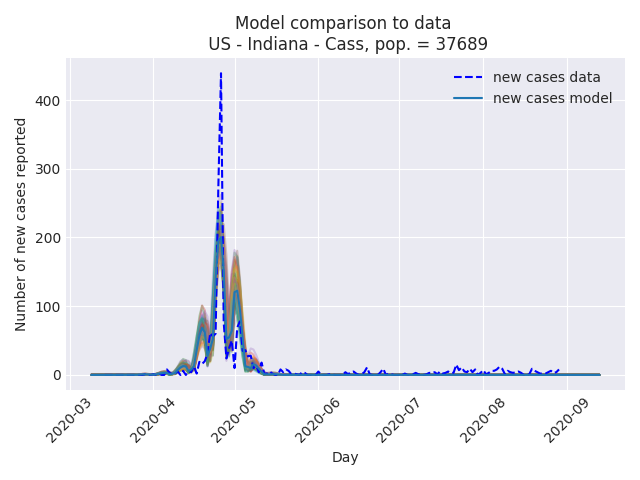 Model comparison to data
US - Indiana - Cass, pop. = 37689
new cases data
new cases model
Number of new cases reported
400
300
200
100
0
2020-03
2020-04
2020-05
2020-06
2020-07
2020-08
2020-09
Day